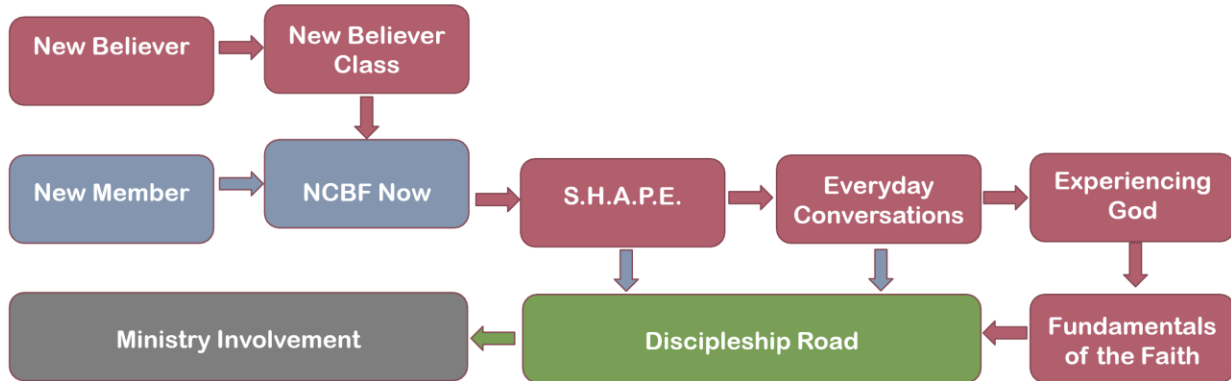 New Believer
New Believer
Class
New Member
NCBF Now
S.H.A.P.E.
Everyday
Conversations
Experiencing
God
Ministry Involvement
Discipleship Road
Fundamentals
of the Faith